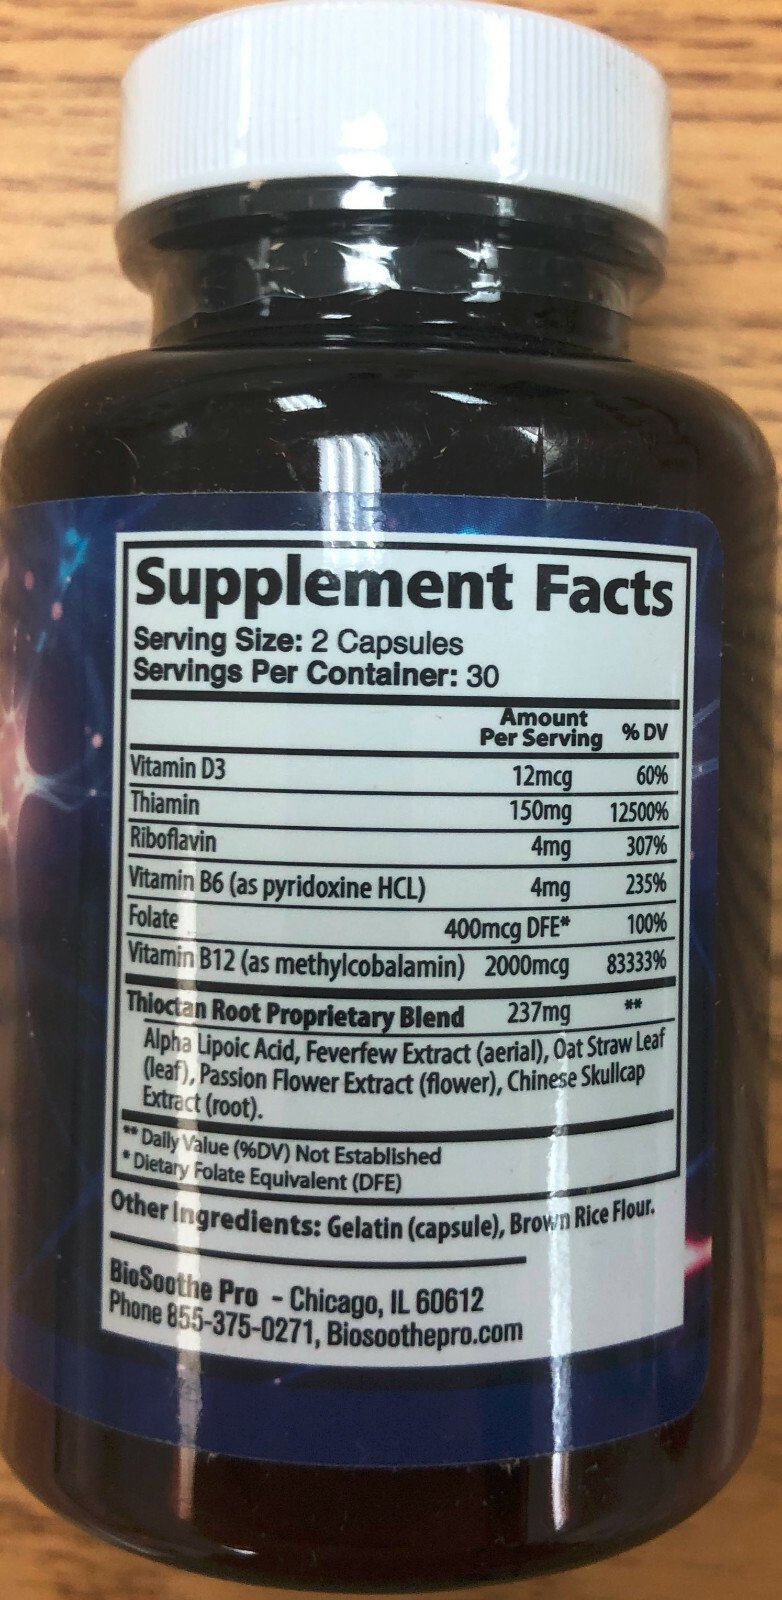 Supplement Facts
Serving Size: 2 Capsules
Servings Per Container: 30
Amount Per Serving % DV
Vitamin D3 12mcg 60%
Thiamin 150mg 12500%
Riboflavin 4mg 307%
Vitamin B6 (as pyridoxine HCL) 4mg 235%
Folate 400mcg DFE* 100%
Vitamin B12 (as methylcobalamin) 2000mcg 83333%
Thioctan Root Proprietary Blend 237mg **
Alpha Lipoic Acid, Feverfew Extract (aerial), Oat Straw Leaf
(leaf), Passion Flower Extract (flower), Chinese Skullcap
Extract (root).
** Daily Value (%DV) Not Established
* Dietary Folate Equivalent (DFE)
Other Ingredients: Gelatin (capsule), Brown Rice Flour.
BioSoothe Pro - Chicago, IL 60612
Phone 855-375-0271, Biosoothepro.com